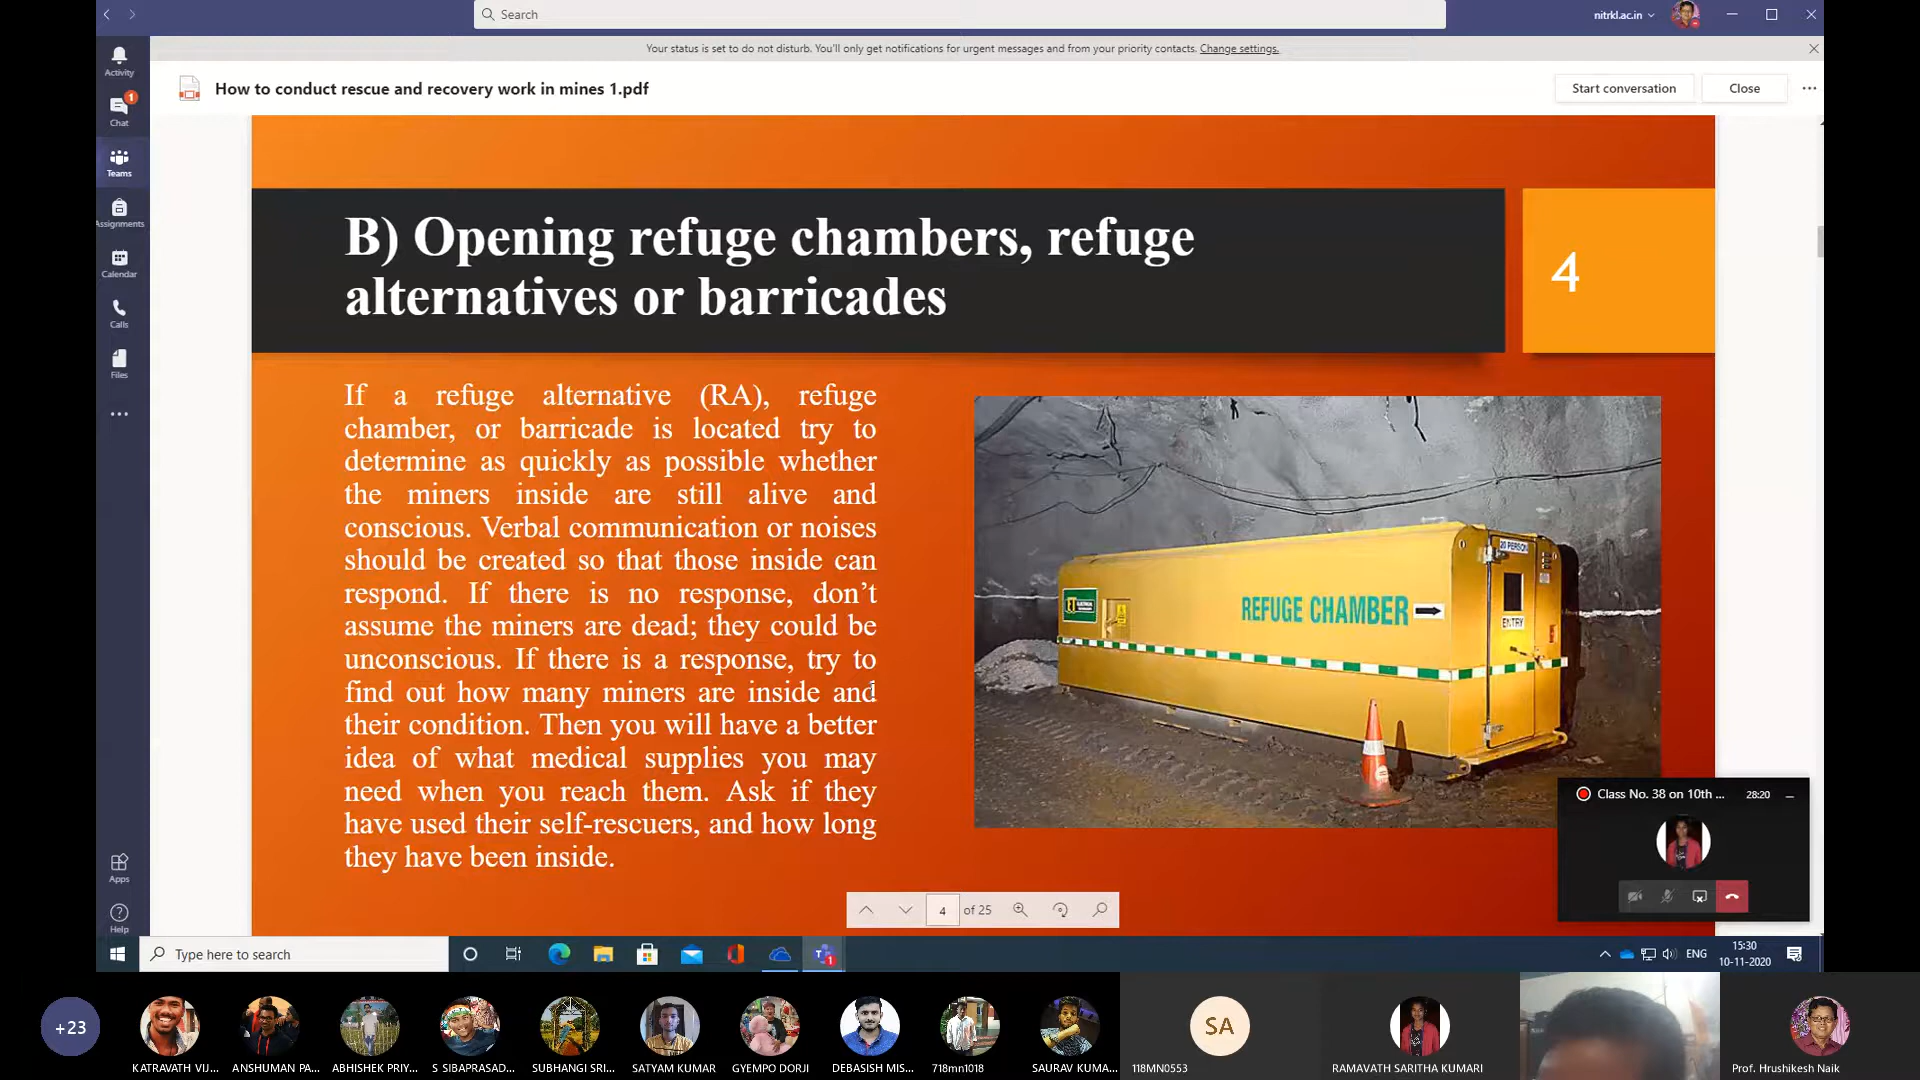 Search
nitrkl.ac.in
Your status is set to do not disturb. You'll only get notifications for urgent messages and from your priority contacts. Change settings.
Activity
How to conduct rescue and recovery work in mines 1.pdf
Start conversation
Close
1
Chat
Teams
Assignments
Calendar
Calls
Files
B) Opening refuge chambers, refuge
alternatives or barricades
4
If a refuge alternative (RA), refuge
chamber, or barricade is located try to
determine as quickly as possible whether
the miners inside are still alive and
conscious. Verbal communication or noises
should be created so that those inside can
respond. If there is no response, don't
assume the miners are dead; they could be
unconscious. If there is a response, try to
find out how many miners are inside and
their condition. Then you will have a better
idea of what medical supplies you may
need when you reach them. Ask if they
have used their self-rescuers, and how long
they have been inside.
20 PERSON
REFUGE CHAMBER
ENTRY
Class No. 38 on 10th ...
28:20
Apps
Help
4 of 25
Type here to search
1
ENG
15:30
10-11-2020
+23
KATRAVATH VIJ...
ANSHUMAN PA...
ABHISHEK PRIY...
S SIBAPRASAD...
SUBHANGI SRI...
SATYAM KUMAR
GYEMPO DORJI
DEBASISH MIS...
718mn1018
SAURAV KUMA...
SA
118MN0553
RAMAVATH SARITHA KUMARI
Prof. Hrushikesh Naik